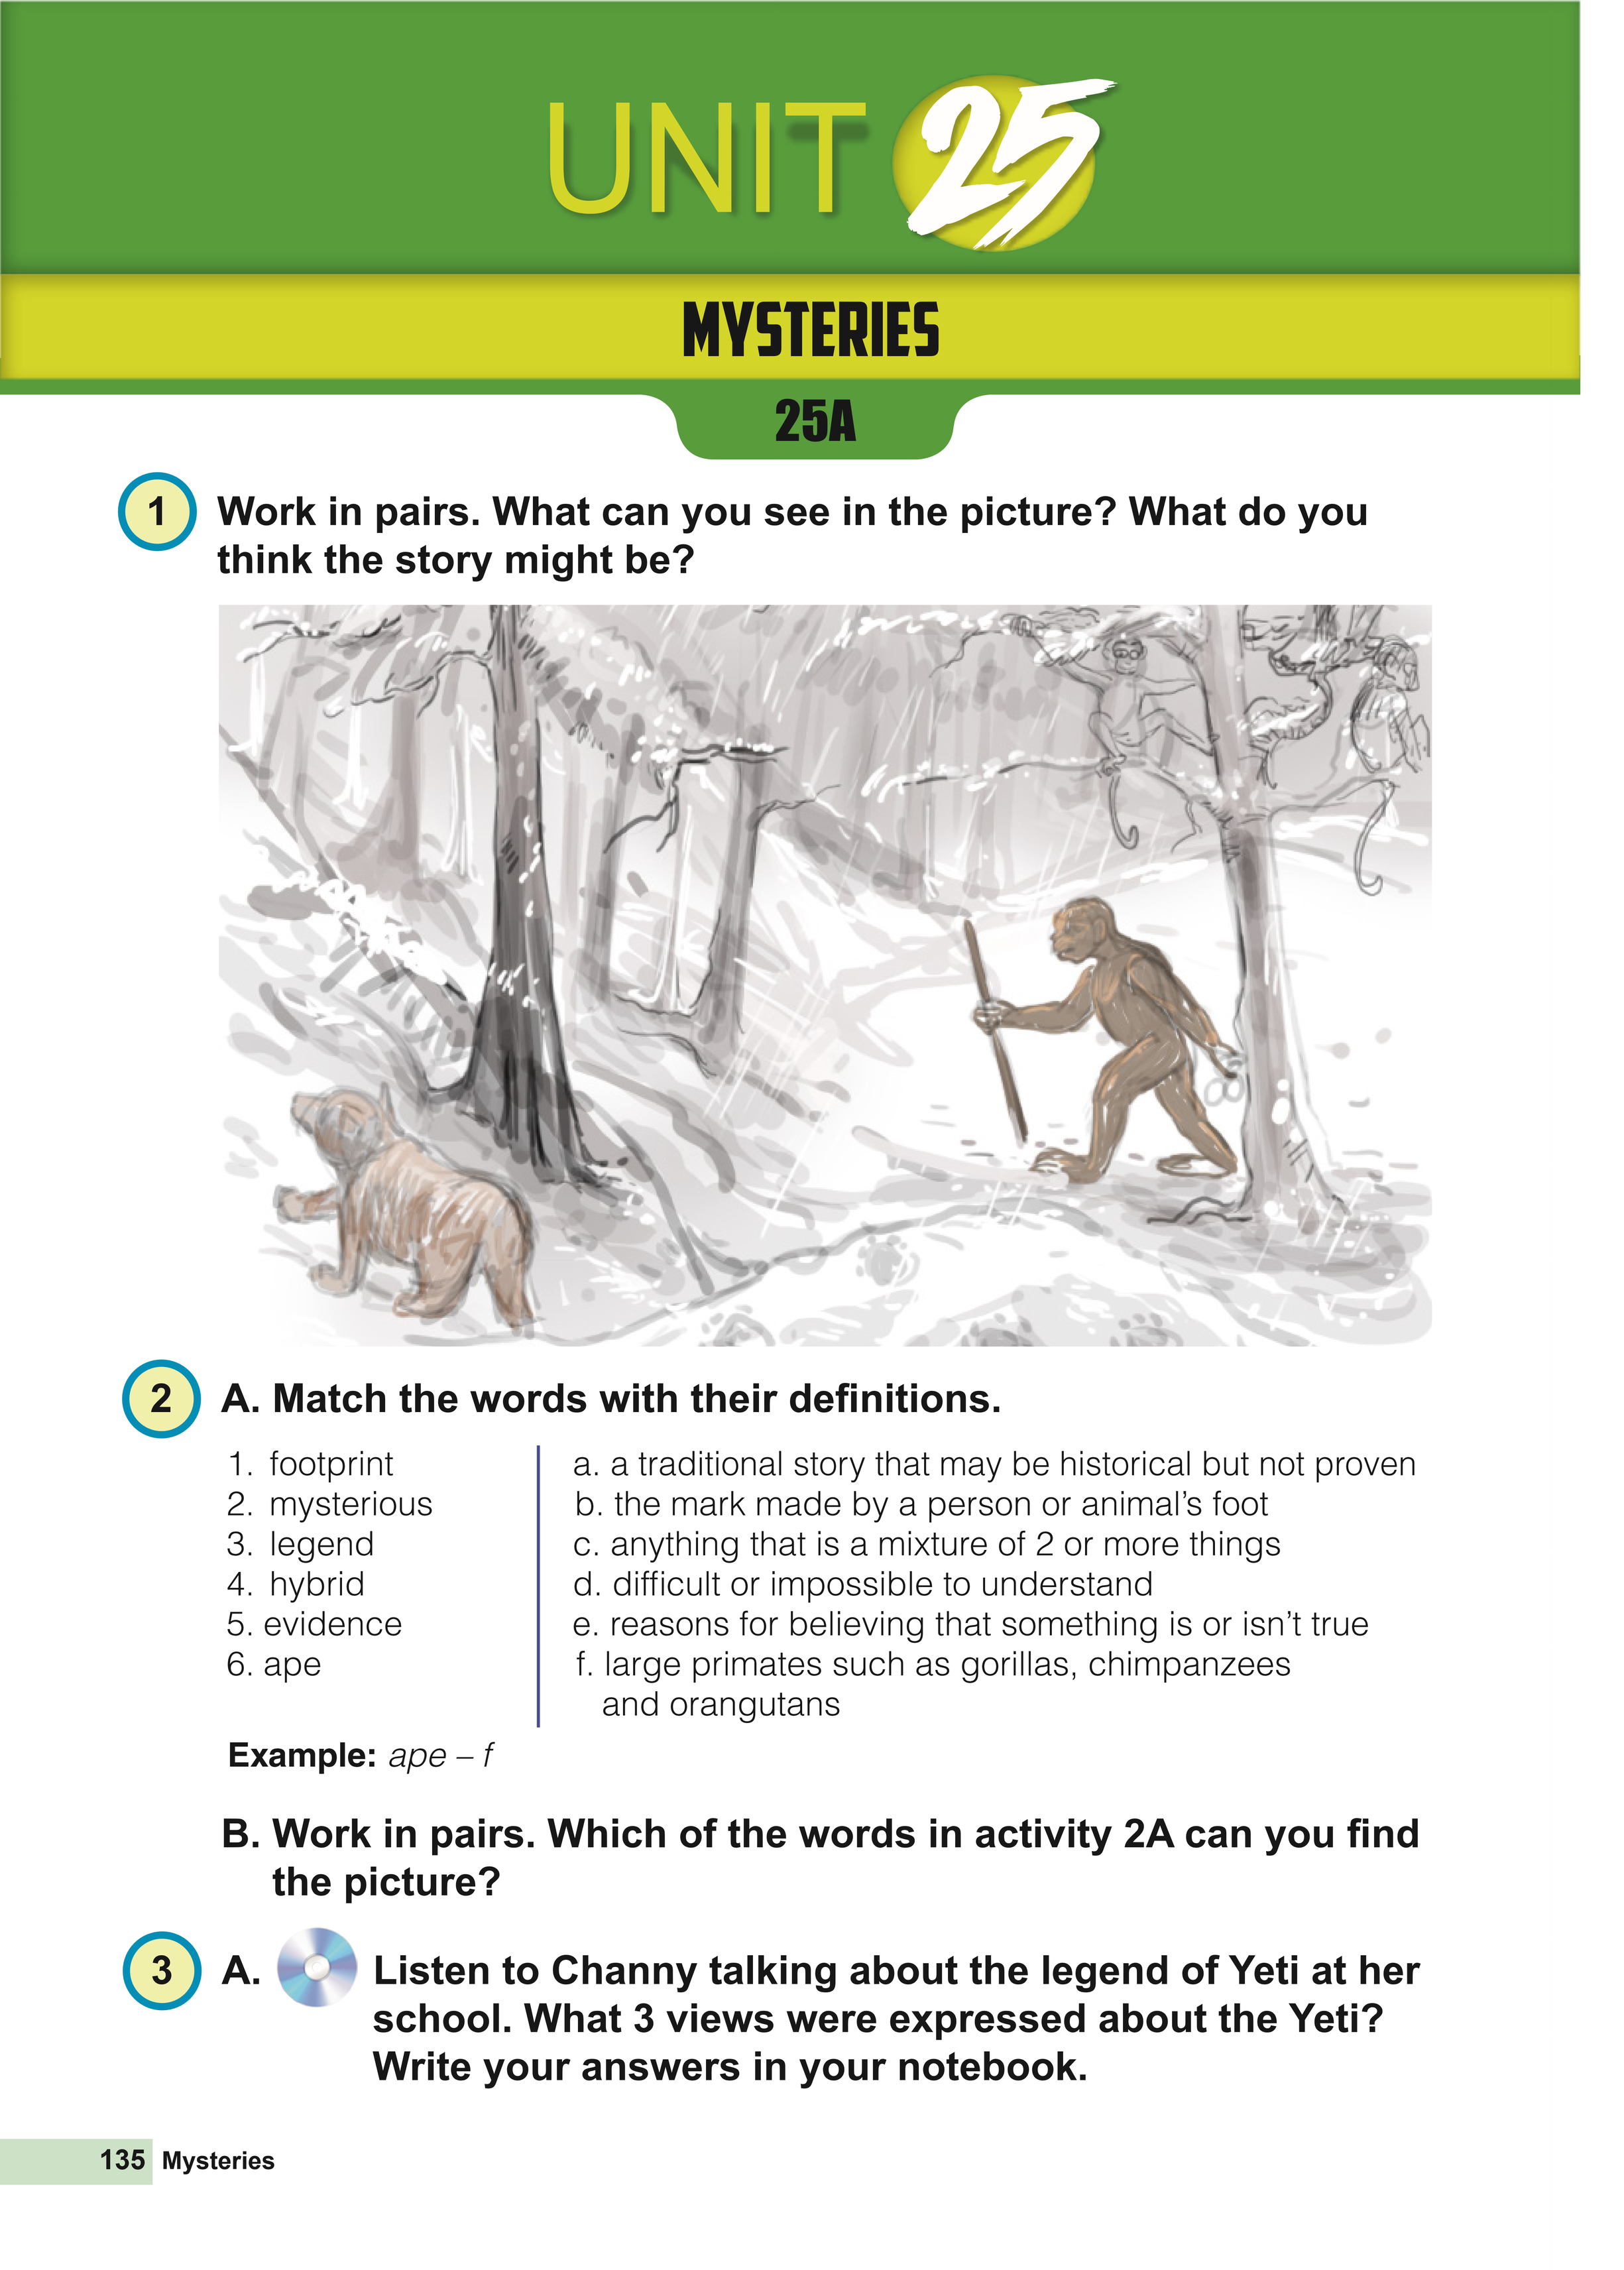 UNIT 25
MYSTERIES
25A
1 Work in pairs. What can you see in the picture? What do you
think the story might be?
2 A. Match the words with their definitions.
1. footprint
2. mysterious
3. legend
4. hybrid
5. evidence
6. ape
a. a traditional story that may be historical but not proven
b. the mark made by a person or animal's foot
c. anything that is a mixture of 2 or more things
d. difficult or impossible to understand
e. reasons for believing that something is or isn't true
f. large primates such as gorillas, chimpanzees
and orangutans
Example: ape – f
B. Work in pairs. Which of the words in activity 2A can you find
the picture?
3 A. Listen to Channy talking about the legend of Yeti at her
school. What 3 views were expressed about the Yeti?
Write your answers in your notebook.
135 Mysteries